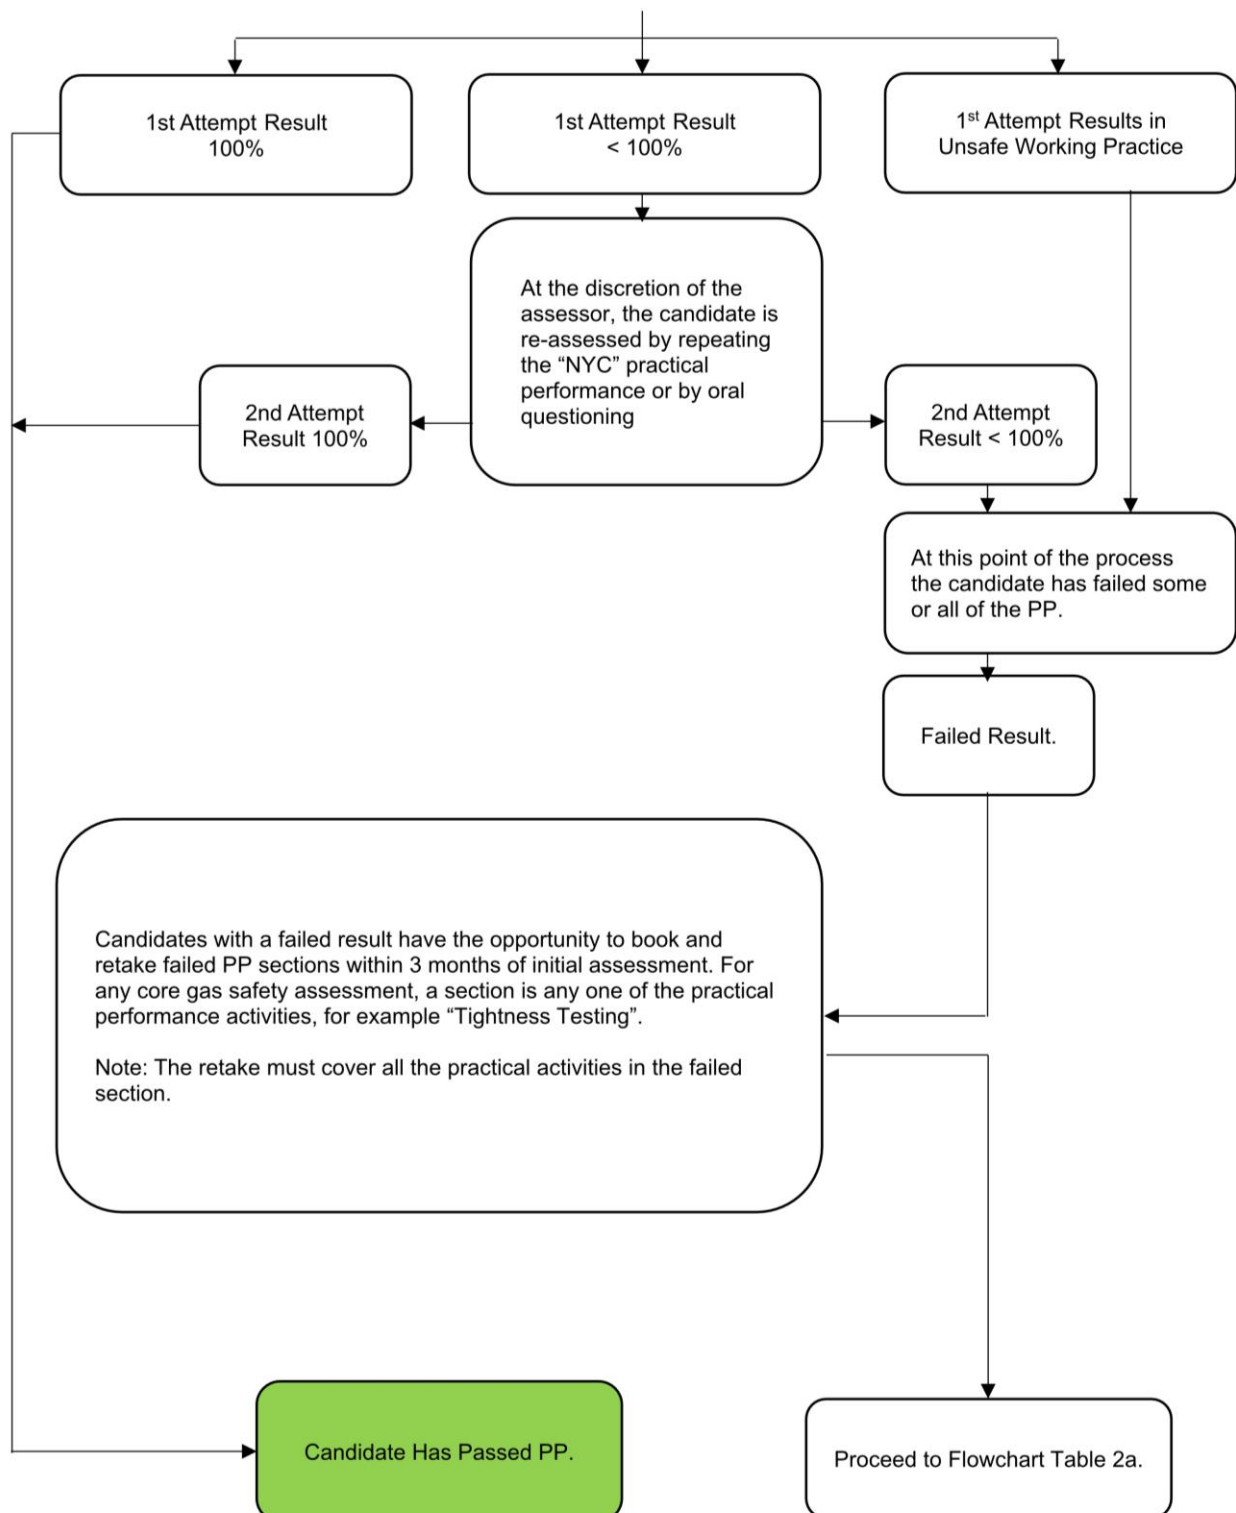 1st Attempt Result
100%
1st Attempt Result
< 100%
1st Attempt Results in
Unsafe Working Practice
At the discretion of the
assessor, the candidate is
re-assessed by repeating
the “NYC” practical
performance or by oral
questioning
2nd Attempt
Result 100%
2nd Attempt
Result < 100%
At this point of the process
the candidate has failed some
or all of the PP.
Failed Result.
Candidates with a failed result have the opportunity to book and
retake failed PP sections within 3 months of initial assessment. For
any core gas safety assessment, a section is any one of the practical
performance activities, for example “Tightness Testing”.
Note: The retake must cover all the practical activities in the failed
section.
Candidate Has Passed PP.
Proceed to Flowchart Table 2a.